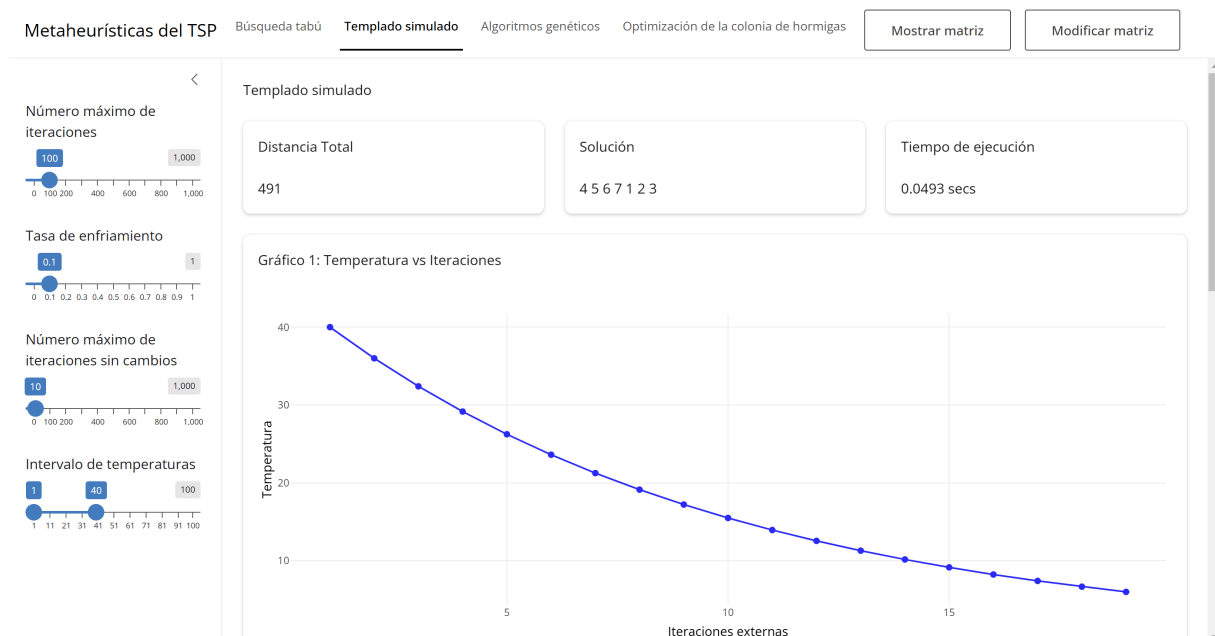 Metaheurísticas del TSP
Búsqueda tabú
Templado simulado
Algoritmos genéticos
Optimización de la colonia de hormigas
Mostrar matriz
Modificar matriz
Número máximo de
iteraciones
100
1,000
0 100 200 400 600 800 1,000
Tasa de enfriamiento
0.1
1
0 0.1 0.2 0.3 0.4 0.5 0.6 0.7 0.8 0.9 1
Número máximo de
iteraciones sin cambios
10
1,000
0 100 200 400 600 800 1,000
Intervalo de temperaturas
1
40
100
1 11 21 31 41 51 61 71 81 91 100
Templado simulado
Distancia Total
491
Solución
4 5 6 7 1 2 3
Tiempo de ejecución
0.0493 secs
Gráfico 1: Temperatura vs Iteraciones
40
30
20
10
Temperatura
5
10
15
Iteraciones externas